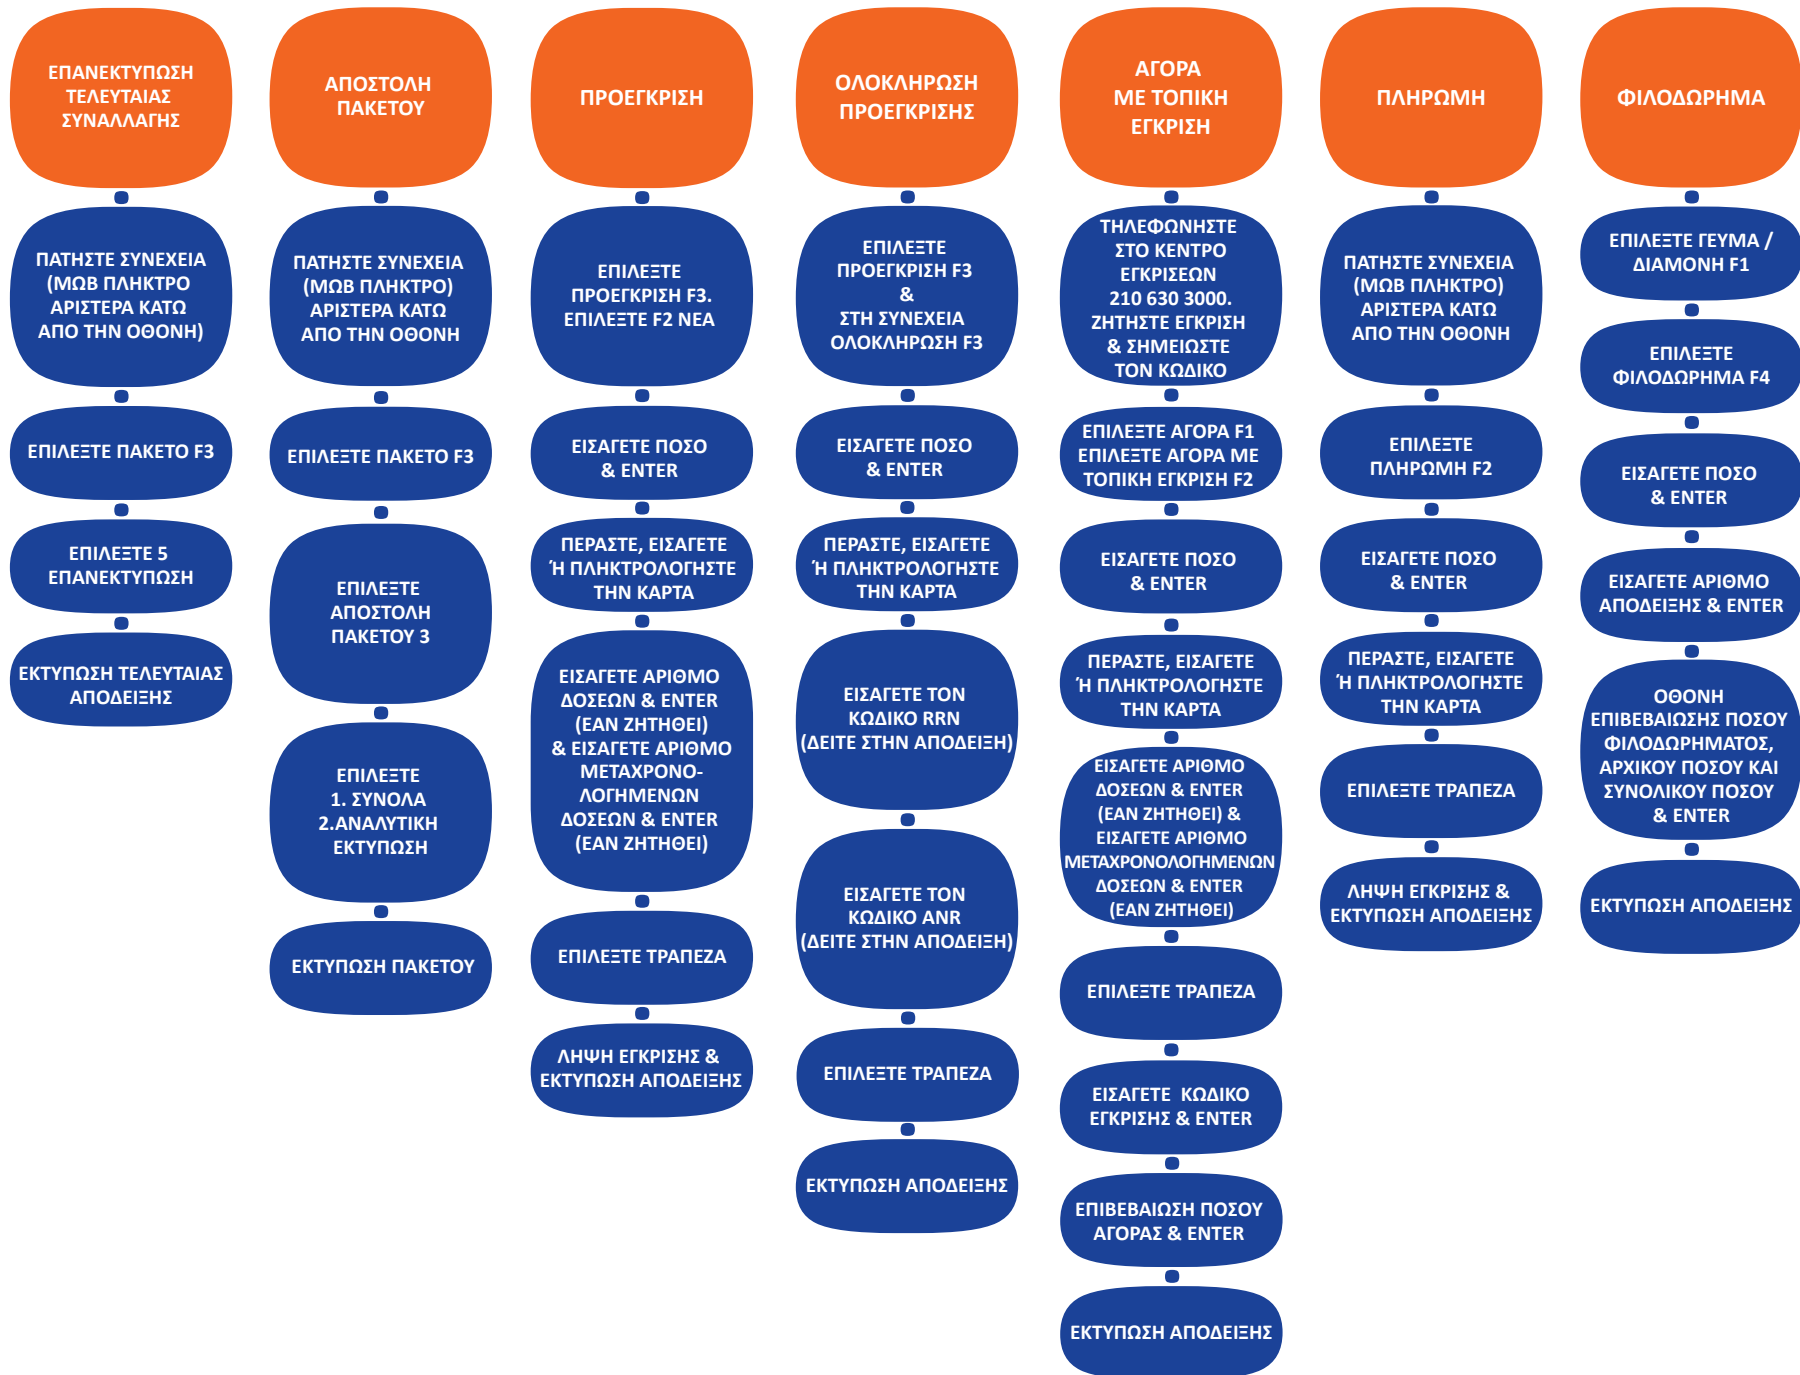 ΕΠΑΝΕΚΤΥΠΩΣΗ
ΤΕΛΕΥΤΑΙΑΣ
ΣΥΝΑΛΛΑΓΗΣ
ΠΑΤΗΣΤΕ ΣΥΝΕΧΕΙΑ
(ΜΩΒ ΠΛΗΚΤΡΟ
ΑΡΙΣΤΕΡΑ ΚΑΤΩ
ΑΠΟ ΤΗΝ ΟΘΟΝΗ)
ΕΠΙΛΕΞΤΕ ΠΑΚΕΤΟ F3
ΕΠΙΛΕΞΤΕ 5
ΕΠΑΝΕΚΤΥΠΩΣΗ
ΕΚΤΥΠΩΣΗ ΤΕΛΕΥΤΑΙΑΣ
ΑΠΟΔΕΙΞΗΣ
ΑΠΟΣΤΟΛΗ
ΠΑΚΕΤΟΥ
ΠΑΤΗΣΤΕ ΣΥΝΕΧΕΙΑ
(ΜΩΒ ΠΛΗΚΤΡΟ)
ΑΡΙΣΤΕΡΑ ΚΑΤΩ
ΑΠΟ ΤΗΝ ΟΘΟΝΗ
ΕΠΙΛΕΞΤΕ ΠΑΚΕΤΟ F3
ΕΠΙΛΕΞΤΕ
ΑΠΟΣΤΟΛΗ
ΠΑΚΕΤΟΥ 3
ΕΠΙΛΕΞΤΕ
1. ΣΥΝΟΛΑ
2.ΑΝΑΛΥΤΙΚΗ
ΕΚΤΥΠΩΣΗ
ΕΚΤΥΠΩΣΗ ΠΑΚΕΤΟΥ
ΠΡΟΕΓΚΡΙΣΗ
ΕΠΙΛΕΞΤΕ
ΠΡΟΕΓΚΡΙΣΗ F3.
ΕΠΙΛΕΞΤΕ F2 ΝΕΑ
ΕΙΣΑΓΕΤΕ ΠΟΣΟ
& ENTER
ΠΕΡΑΣΤΕ, ΕΙΣΑΓΕΤΕ
Ή ΠΛΗΚΤΡΟΛΟΓΗΣΤΕ
ΤΗΝ ΚΑΡΤΑ
ΕΙΣΑΓΕΤΕ ΑΡΙΘΜΟ
ΔΟΣΕΩΝ & ENTER
(ΕΑΝ ΖΗΤΗΘΕΙ)
& ΕΙΣΑΓΕΤΕ ΑΡΙΘΜΟ
ΜΕΤΑΧΡΟΝΟ-
ΛΟΓΗΜΕΝΩΝ
ΔΟΣΕΩΝ & ENTER
(ΕΑΝ ΖΗΤΗΘΕΙ)
ΕΠΙΛΕΞΤΕ ΤΡΑΠΕΖΑ
ΛΗΨΗ ΕΓΚΡΙΣΗΣ &
ΕΚΤΥΠΩΣΗ ΑΠΟΔΕΙΞΗΣ
ΟΛΟΚΛΗΡΩΣΗ
ΠΡΟΕΓΚΡΙΣΗΣ
ΕΠΙΛΕΞΤΕ
ΠΡΟΕΓΚΡΙΣΗ F3
&
ΣΤΗ ΣΥΝΕΧΕΙΑ
ΟΛΟΚΛΗΡΩΣΗ F3
ΕΙΣΑΓΕΤΕ ΠΟΣΟ
& ENTER
ΠΕΡΑΣΤΕ, ΕΙΣΑΓΕΤΕ
Ή ΠΛΗΚΤΡΟΛΟΓΗΣΤΕ
ΤΗΝ ΚΑΡΤΑ
ΕΙΣΑΓΕΤΕ ΤΟΝ
ΚΩΔΙΚΟ RRN
(ΔΕΙΤΕ ΣΤΗΝ ΑΠΟΔΕΙΞΗ)
ΕΙΣΑΓΕΤΕ ΤΟΝ
ΚΩΔΙΚΟ ANR
(ΔΕΙΤΕ ΣΤΗΝ ΑΠΟΔΕΙΞΗ)
ΕΠΙΛΕΞΤΕ ΤΡΑΠΕΖΑ
ΕΚΤΥΠΩΣΗ ΑΠΟΔΕΙΞΗΣ
ΑΓΟΡΑ
ΜΕ ΤΟΠΙΚΗ
ΕΓΚΡΙΣΗ
ΤΗΛΕΦΩΝΗΣΤΕ
ΣΤΟ ΚΕΝΤΡΟ
ΕΓΚΡΙΣΕΩΝ
210 630 3000.
ΖΗΤΗΣΤΕ ΕΓΚΡΙΣΗ
& ΣΗΜΕΙΩΣΤΕ
ΤΟΝ ΚΩΔΙΚΟ
ΕΠΙΛΕΞΤΕ ΑΓΟΡΑ F1
ΕΠΙΛΕΞΤΕ ΑΓΟΡΑ ΜΕ
ΤΟΠΙΚΗ ΕΓΚΡΙΣΗ F2
ΕΙΣΑΓΕΤΕ ΠΟΣΟ
& ENTER
ΠΕΡΑΣΤΕ, ΕΙΣΑΓΕΤΕ
Ή ΠΛΗΚΤΡΟΛΟΓΗΣΤΕ
ΤΗΝ ΚΑΡΤΑ
ΕΙΣΑΓΕΤΕ ΑΡΙΘΜΟ
ΔΟΣΕΩΝ & ENTER
(ΕΑΝ ΖΗΤΗΘΕΙ) &
ΕΙΣΑΓΕΤΕ ΑΡΙΘΜΟ
ΜΕΤΑΧΡΟΝΟΛΟΓΗΜΕΝΩΝ
ΔΟΣΕΩΝ & ENTER
(ΕΑΝ ΖΗΤΗΘΕΙ)
ΕΠΙΛΕΞΤΕ ΤΡΑΠΕΖΑ
ΕΙΣΑΓΕΤΕ ΚΩΔΙΚΟ
ΕΓΚΡΙΣΗΣ & ENTER
ΕΠΙΒΕΒΑΙΩΣΗ ΠΟΣΟΥ
ΑΓΟΡΑΣ & ENTER
ΕΚΤΥΠΩΣΗ ΑΠΟΔΕΙΞΗΣ
ΠΛΗΡΩΜΗ
ΠΑΤΗΣΤΕ ΣΥΝΕΧΕΙΑ
(ΜΩΒ ΠΛΗΚΤΡΟ)
ΑΡΙΣΤΕΡΑ ΚΑΤΩ
ΑΠΟ ΤΗΝ ΟΘΟΝΗ
ΕΠΙΛΕΞΤΕ
ΠΛΗΡΩΜΗ F2
ΕΙΣΑΓΕΤΕ ΠΟΣΟ
& ENTER
ΠΕΡΑΣΤΕ, ΕΙΣΑΓΕΤΕ
Ή ΠΛΗΚΤΡΟΛΟΓΗΣΤΕ
ΤΗΝ ΚΑΡΤΑ
ΕΠΙΛΕΞΤΕ ΤΡΑΠΕΖΑ
ΛΗΨΗ ΕΓΚΡΙΣΗΣ &
ΕΚΤΥΠΩΣΗ ΑΠΟΔΕΙΞΗΣ
ΦΙΛΟΔΩΡΗΜΑ
ΕΠΙΛΕΞΤΕ ΓΕΥΜΑ /
ΔΙΑΜΟΝΗ F1
ΕΠΙΛΕΞΤΕ
ΦΙΛΟΔΩΡΗΜΑ F4
ΕΙΣΑΓΕΤΕ ΠΟΣΟ
& ENTER
ΕΙΣΑΓΕΤΕ ΑΡΙΘΜΟ
ΑΠΟΔΕΙΞΗΣ & ENTER
ΟΘΟΝΗ
ΕΠΙΒΕΒΑΙΩΣΗΣ ΠΟΣΟΥ
ΦΙΛΟΔΩΡΗΜΑΤΟΣ,
ΑΡΧΙΚΟΥ ΠΟΣΟΥ ΚΑΙ
ΣΥΝΟΛΙΚΟΥ ΠΟΣΟΥ
& ENTER
ΕΚΤΥΠΩΣΗ ΑΠΟΔΕΙΞΗΣ